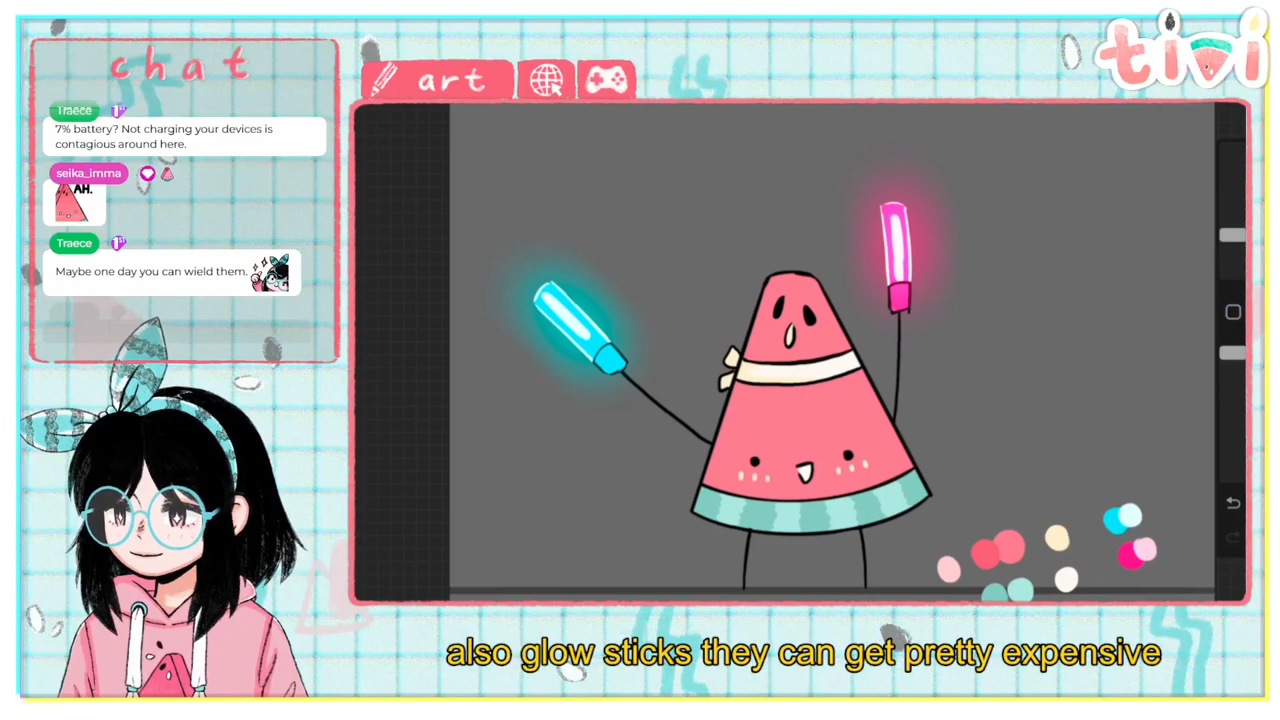 chat
art
tivi
Traece
7% battery? Not charging your devices is
contagious around here.
seika_imma
AH.
Traece
Maybe one day you can wield them.
also glow sticks they can get pretty expensive